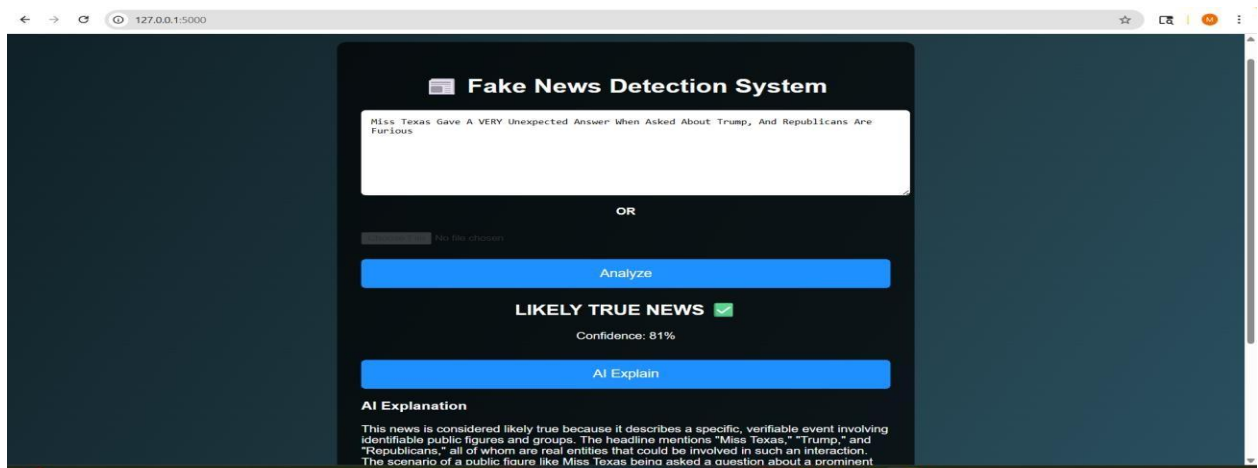 127.0.0.1:5000
M
Fake News Detection System
Miss Texas Gave A VERY Unexpected Answer When Asked About Trump, And Republicans Are
Furious
OR
Choose File No file chosen
Analyze
LIKELY TRUE NEWS ✅
Confidence: 81%
AI Explain
AI Explanation
This news is considered likely true because it describes a specific, verifiable event involving
identifiable public figures and groups. The headline mentions "Miss Texas," "Trump," and
"Republicans," all of whom are real entities that could be involved in such an interaction.
The scenario of a public figure like Miss Texas being asked a question about a prominent